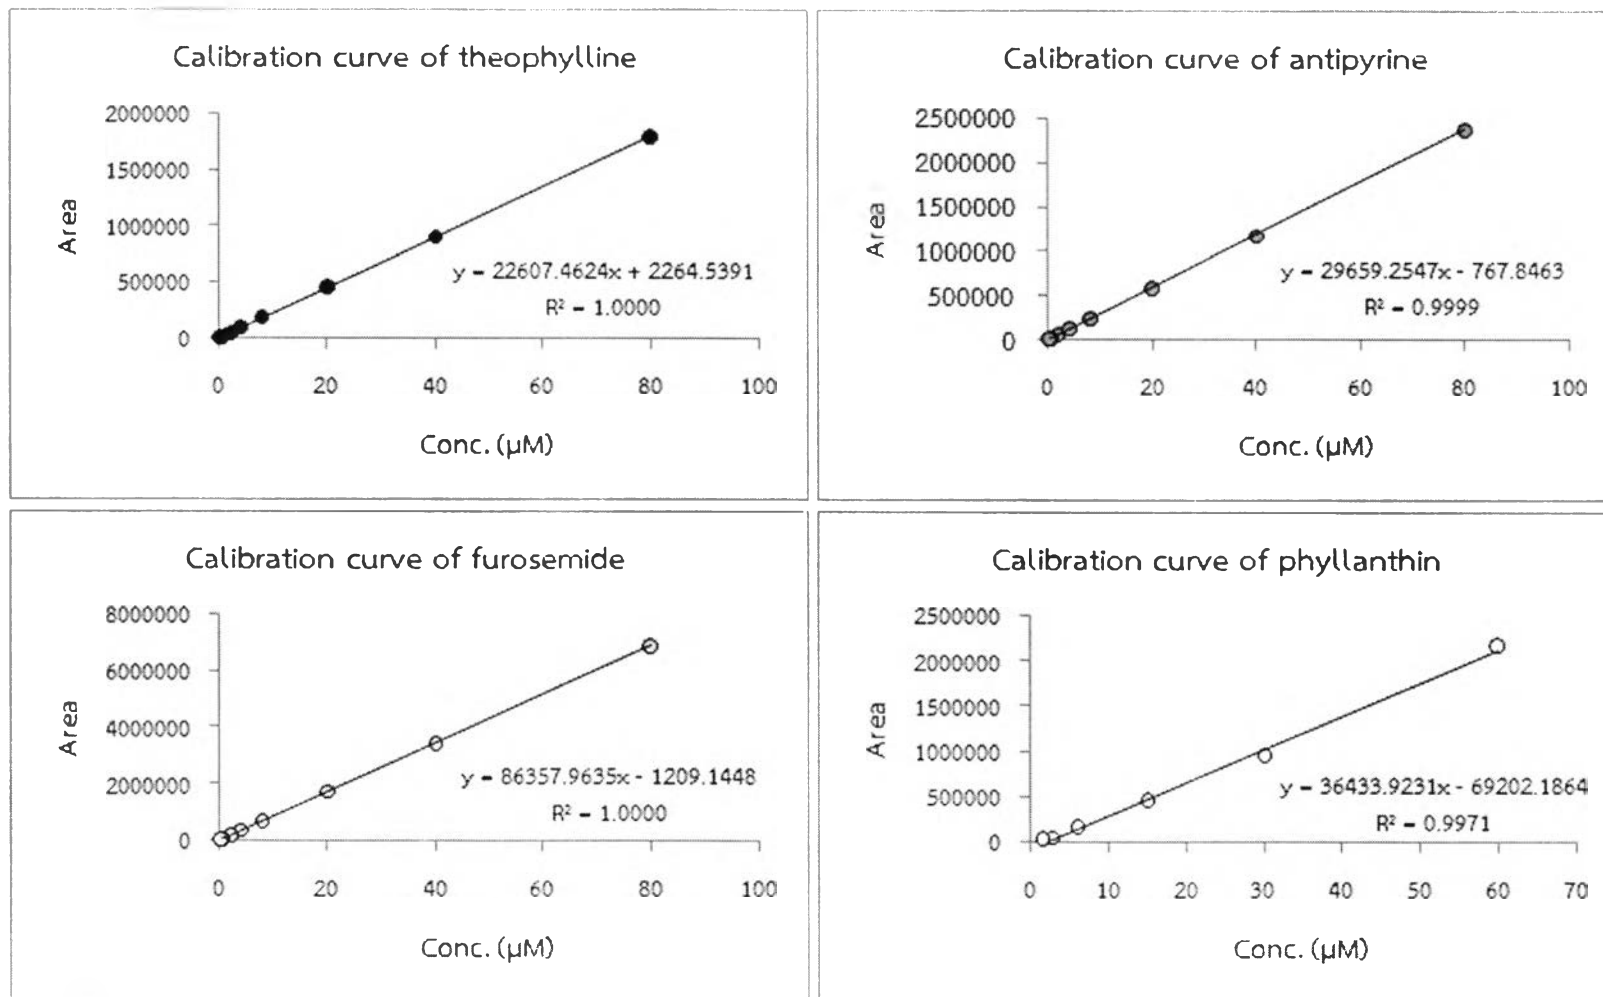 Calibration curve of theophylline
2000000
1500000
1000000
500000
0
Area
y = 22607.4624x + 2264.5391
R² = 1.0000
0 20 40 60 80 100
Conc. (µM)
Calibration curve of antipyrine
2500000
2000000
1500000
1000000
500000
0
Area
y = 29659.2547x - 767.8463
R² = 0.9999
0 20 40 60 80 100
Conc. (µM)
Calibration curve of furosemide
8000000
6000000
4000000
2000000
0
Area
y = 86357.9635x - 1209.1448
R² = 1.0000
0 20 40 60 80 100
Conc. (µM)
Calibration curve of phyllanthin
2500000
2000000
1500000
1000000
500000
0
Area
y = 36433.9231x - 69202.1864
R² = 0.9971
0 10 20 30 40 50 60 70
Conc. (µM)